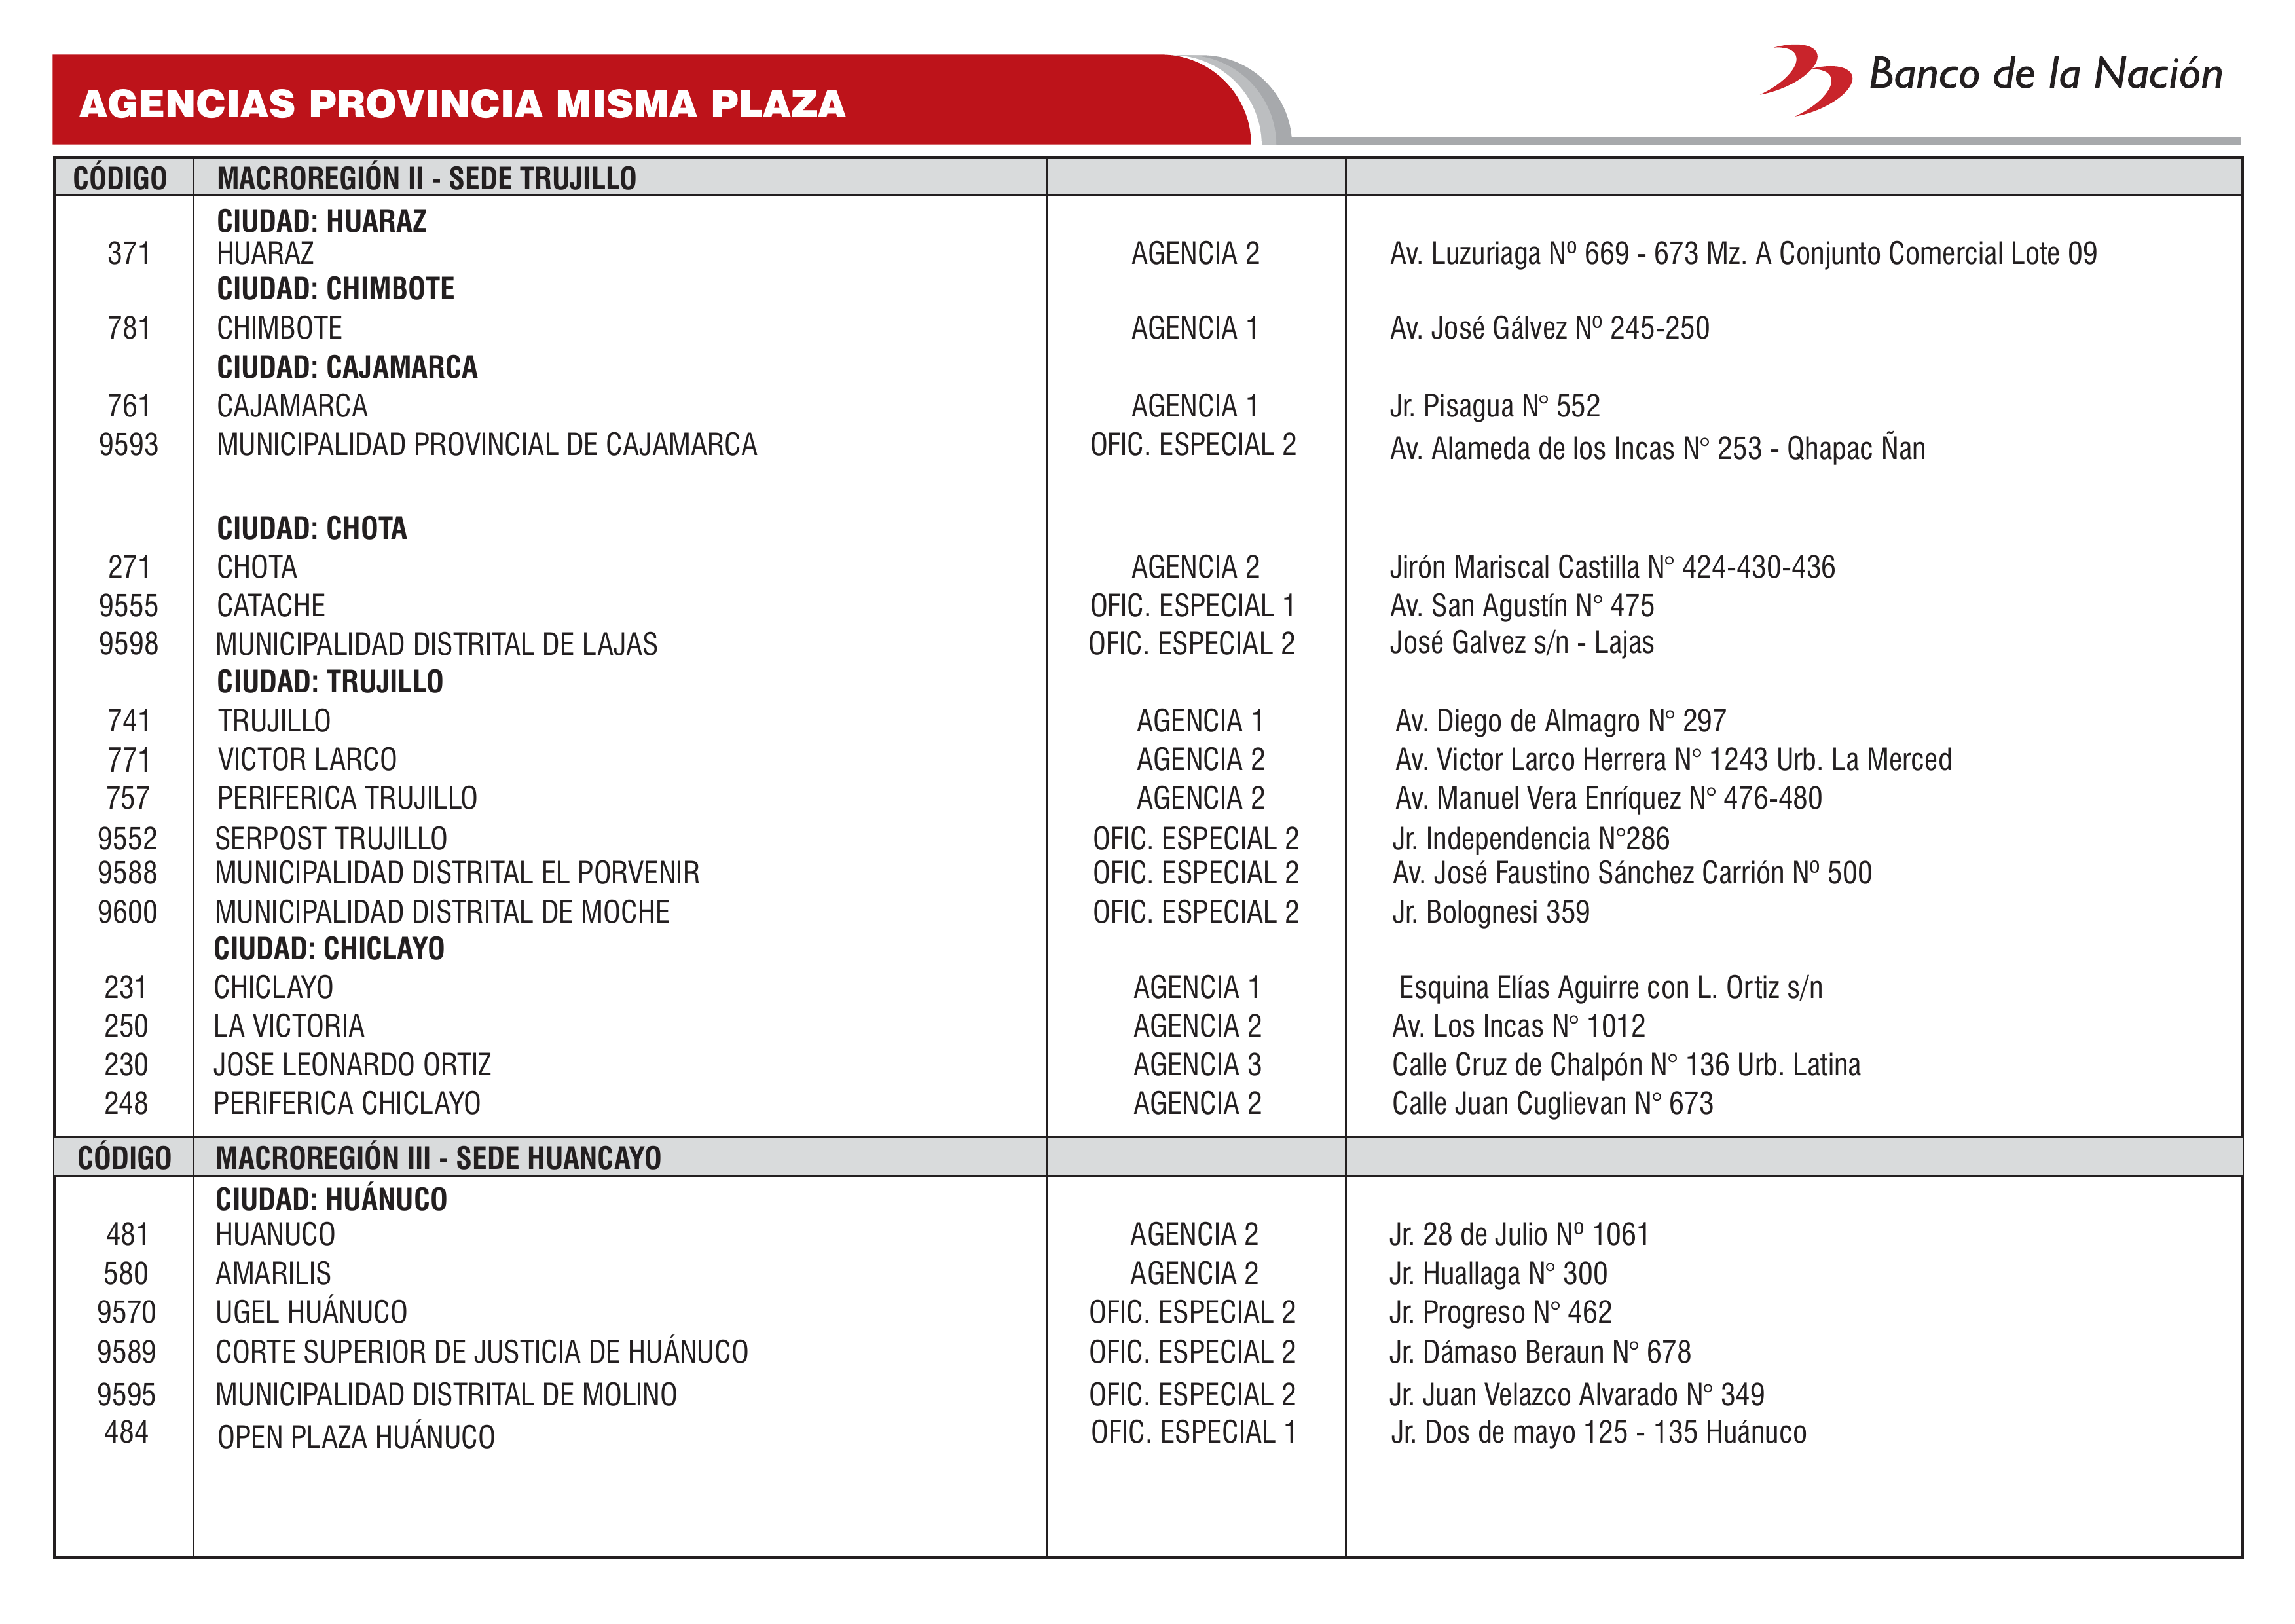 AGENCIAS PROVINCIA MISMA PLAZA
Banco de la Nación
CÓDIGO MACROREGIÓN II - SEDE TRUJILLO
CIUDAD: HUARAZ
371 HUARAZ AGENCIA 2 Av. Luzuriaga Nº 669 - 673 Mz. A Conjunto Comercial Lote 09
CIUDAD: CHIMBOTE
781 CHIMBOTE AGENCIA 1 Av. José Gálvez Nº 245-250
CIUDAD: CAJAMARCA
761 CAJAMARCA AGENCIA 1 Jr. Pisagua N° 552
9593 MUNICIPALIDAD PROVINCIAL DE CAJAMARCA OFIC. ESPECIAL 2 Av. Alameda de los Incas N° 253 - Qhapac Ñan
CIUDAD: CHOTA
271 CHOTA AGENCIA 2 Jirón Mariscal Castilla N° 424-430-436
9555 CATACHE OFIC. ESPECIAL 1 Av. San Agustín N° 475
9598 MUNICIPALIDAD DISTRITAL DE LAJAS OFIC. ESPECIAL 2 José Galvez s/n - Lajas
CIUDAD: TRUJILLO
741 TRUJILLO AGENCIA 1 Av. Diego de Almagro N° 297
771 VICTOR LARCO AGENCIA 2 Av. Victor Larco Herrera N° 1243 Urb. La Merced
757 PERIFERICA TRUJILLO AGENCIA 2 Av. Manuel Vera Enríquez N° 476-480
9552 SERPOST TRUJILLO OFIC. ESPECIAL 2 Jr. Independencia N°286
9588 MUNICIPALIDAD DISTRITAL EL PORVENIR OFIC. ESPECIAL 2 Av. José Faustino Sánchez Carrión Nº 500
9600 MUNICIPALIDAD DISTRITAL DE MOCHE OFIC. ESPECIAL 2 Jr. Bolognesi 359
CIUDAD: CHICLAYO
231 CHICLAYO AGENCIA 1 Esquina Elías Aguirre con L. Ortiz s/n
250 LA VICTORIA AGENCIA 2 Av. Los Incas N° 1012
230 JOSE LEONARDO ORTIZ AGENCIA 3 Calle Cruz de Chalpón N° 136 Urb. Latina
248 PERIFERICA CHICLAYO AGENCIA 2 Calle Juan Cuglievan N° 673
CÓDIGO MACROREGIÓN III - SEDE HUANCAYO
CIUDAD: HUÁNUCO
481 HUANUCO AGENCIA 2 Jr. 28 de Julio Nº 1061
580 AMARILIS AGENCIA 2 Jr. Huallaga N° 300
9570 UGEL HUÁNUCO OFIC. ESPECIAL 2 Jr. Progreso N° 462
9589 CORTE SUPERIOR DE JUSTICIA DE HUÁNUCO OFIC. ESPECIAL 2 Jr. Dámaso Beraun N° 678
9595 MUNICIPALIDAD DISTRITAL DE MOLINO OFIC. ESPECIAL 2 Jr. Juan Velazco Alvarado N° 349
484 OPEN PLAZA HUÁNUCO OFIC. ESPECIAL 1 Jr. Dos de mayo 125 - 135 Huánuco